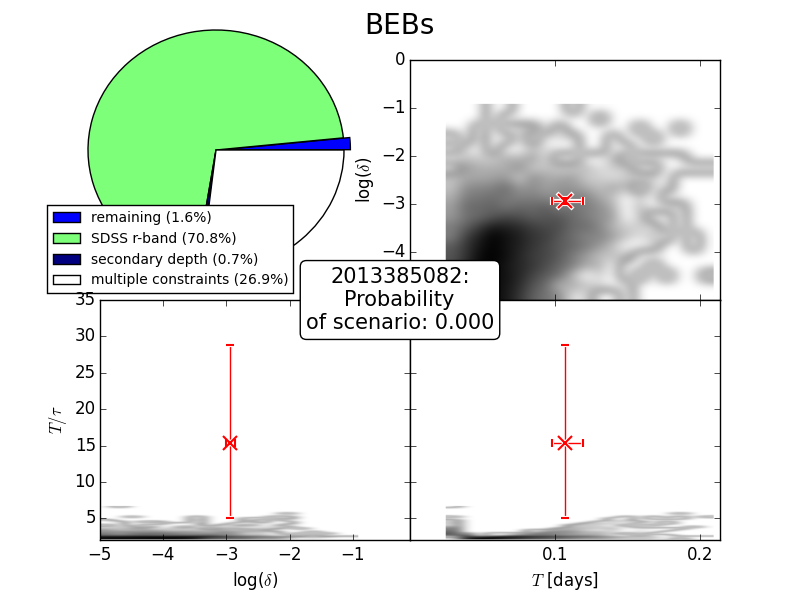 BEBs
remaining (1.6%)
SDSS r-band (70.8%)
secondary depth (0.7%)
multiple constraints (26.9%)
0
−1
−2
−3
−4
log(δ)
2013385082:
Probability
of scenario: 0.000
35
30
25
20
15
10
5
T/τ
−5 −4 −3 −2 −1
log(δ)
0.1 0.2
T [days]